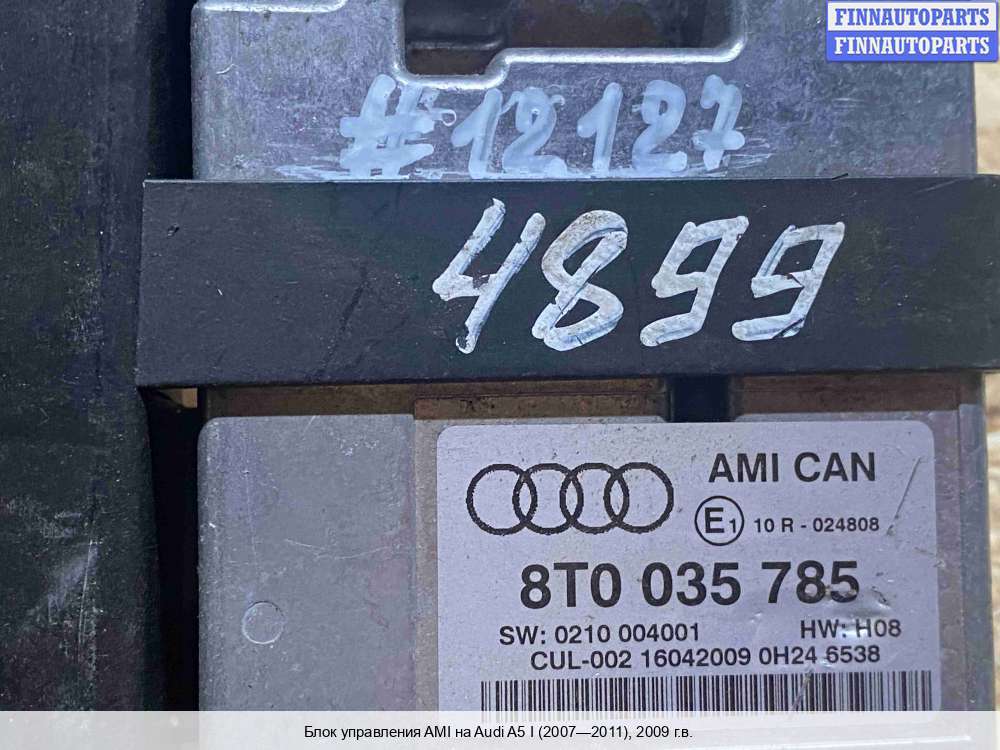 FINNAUTOPARTS
FINNAUTOPARTS
#12127
4899
AMI CAN
E1 10 R - 024808
8T0 035 785
SW: 0210 004001 HW: H08
CUL-002 16042009 0H24 6538
Блок управления AMI на Audi A5 I (2007—2011), 2009 г.в.